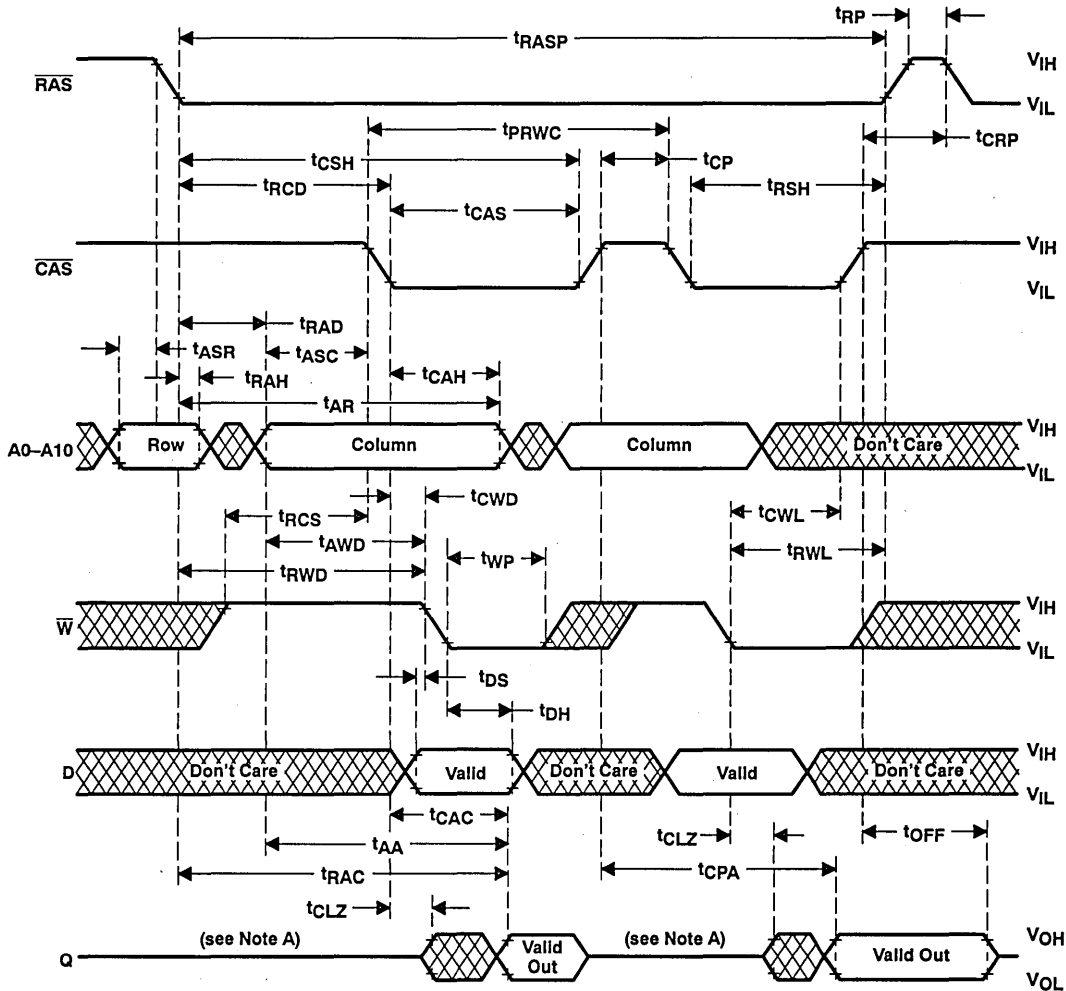 tRP
tRASP
RAS
VIH
VIL
tPRWC
tCRP
tCSH
tCP
tRCD
tRSH
tCAS
CAS
VIH
VIL
tRAD
tASR
tASC
tRAH
tCAH
tAR
A0–A10
Row
Column
Column
Don't Care
VIH
VIL
tCWD
tRCS
tCWL
tAWD
tWP
tRWL
tRWD
W
VIH
VIL
tDS
tDH
D
Don't Care
Valid
Don't Care
Valid
Don't Care
VIH
VIL
tCAC
tCLZ
tOFF
tAA
tCPA
tRAC
tCLZ
Q
(see Note A)
Valid
Out
(see Note A)
Valid Out
VOH
VOL